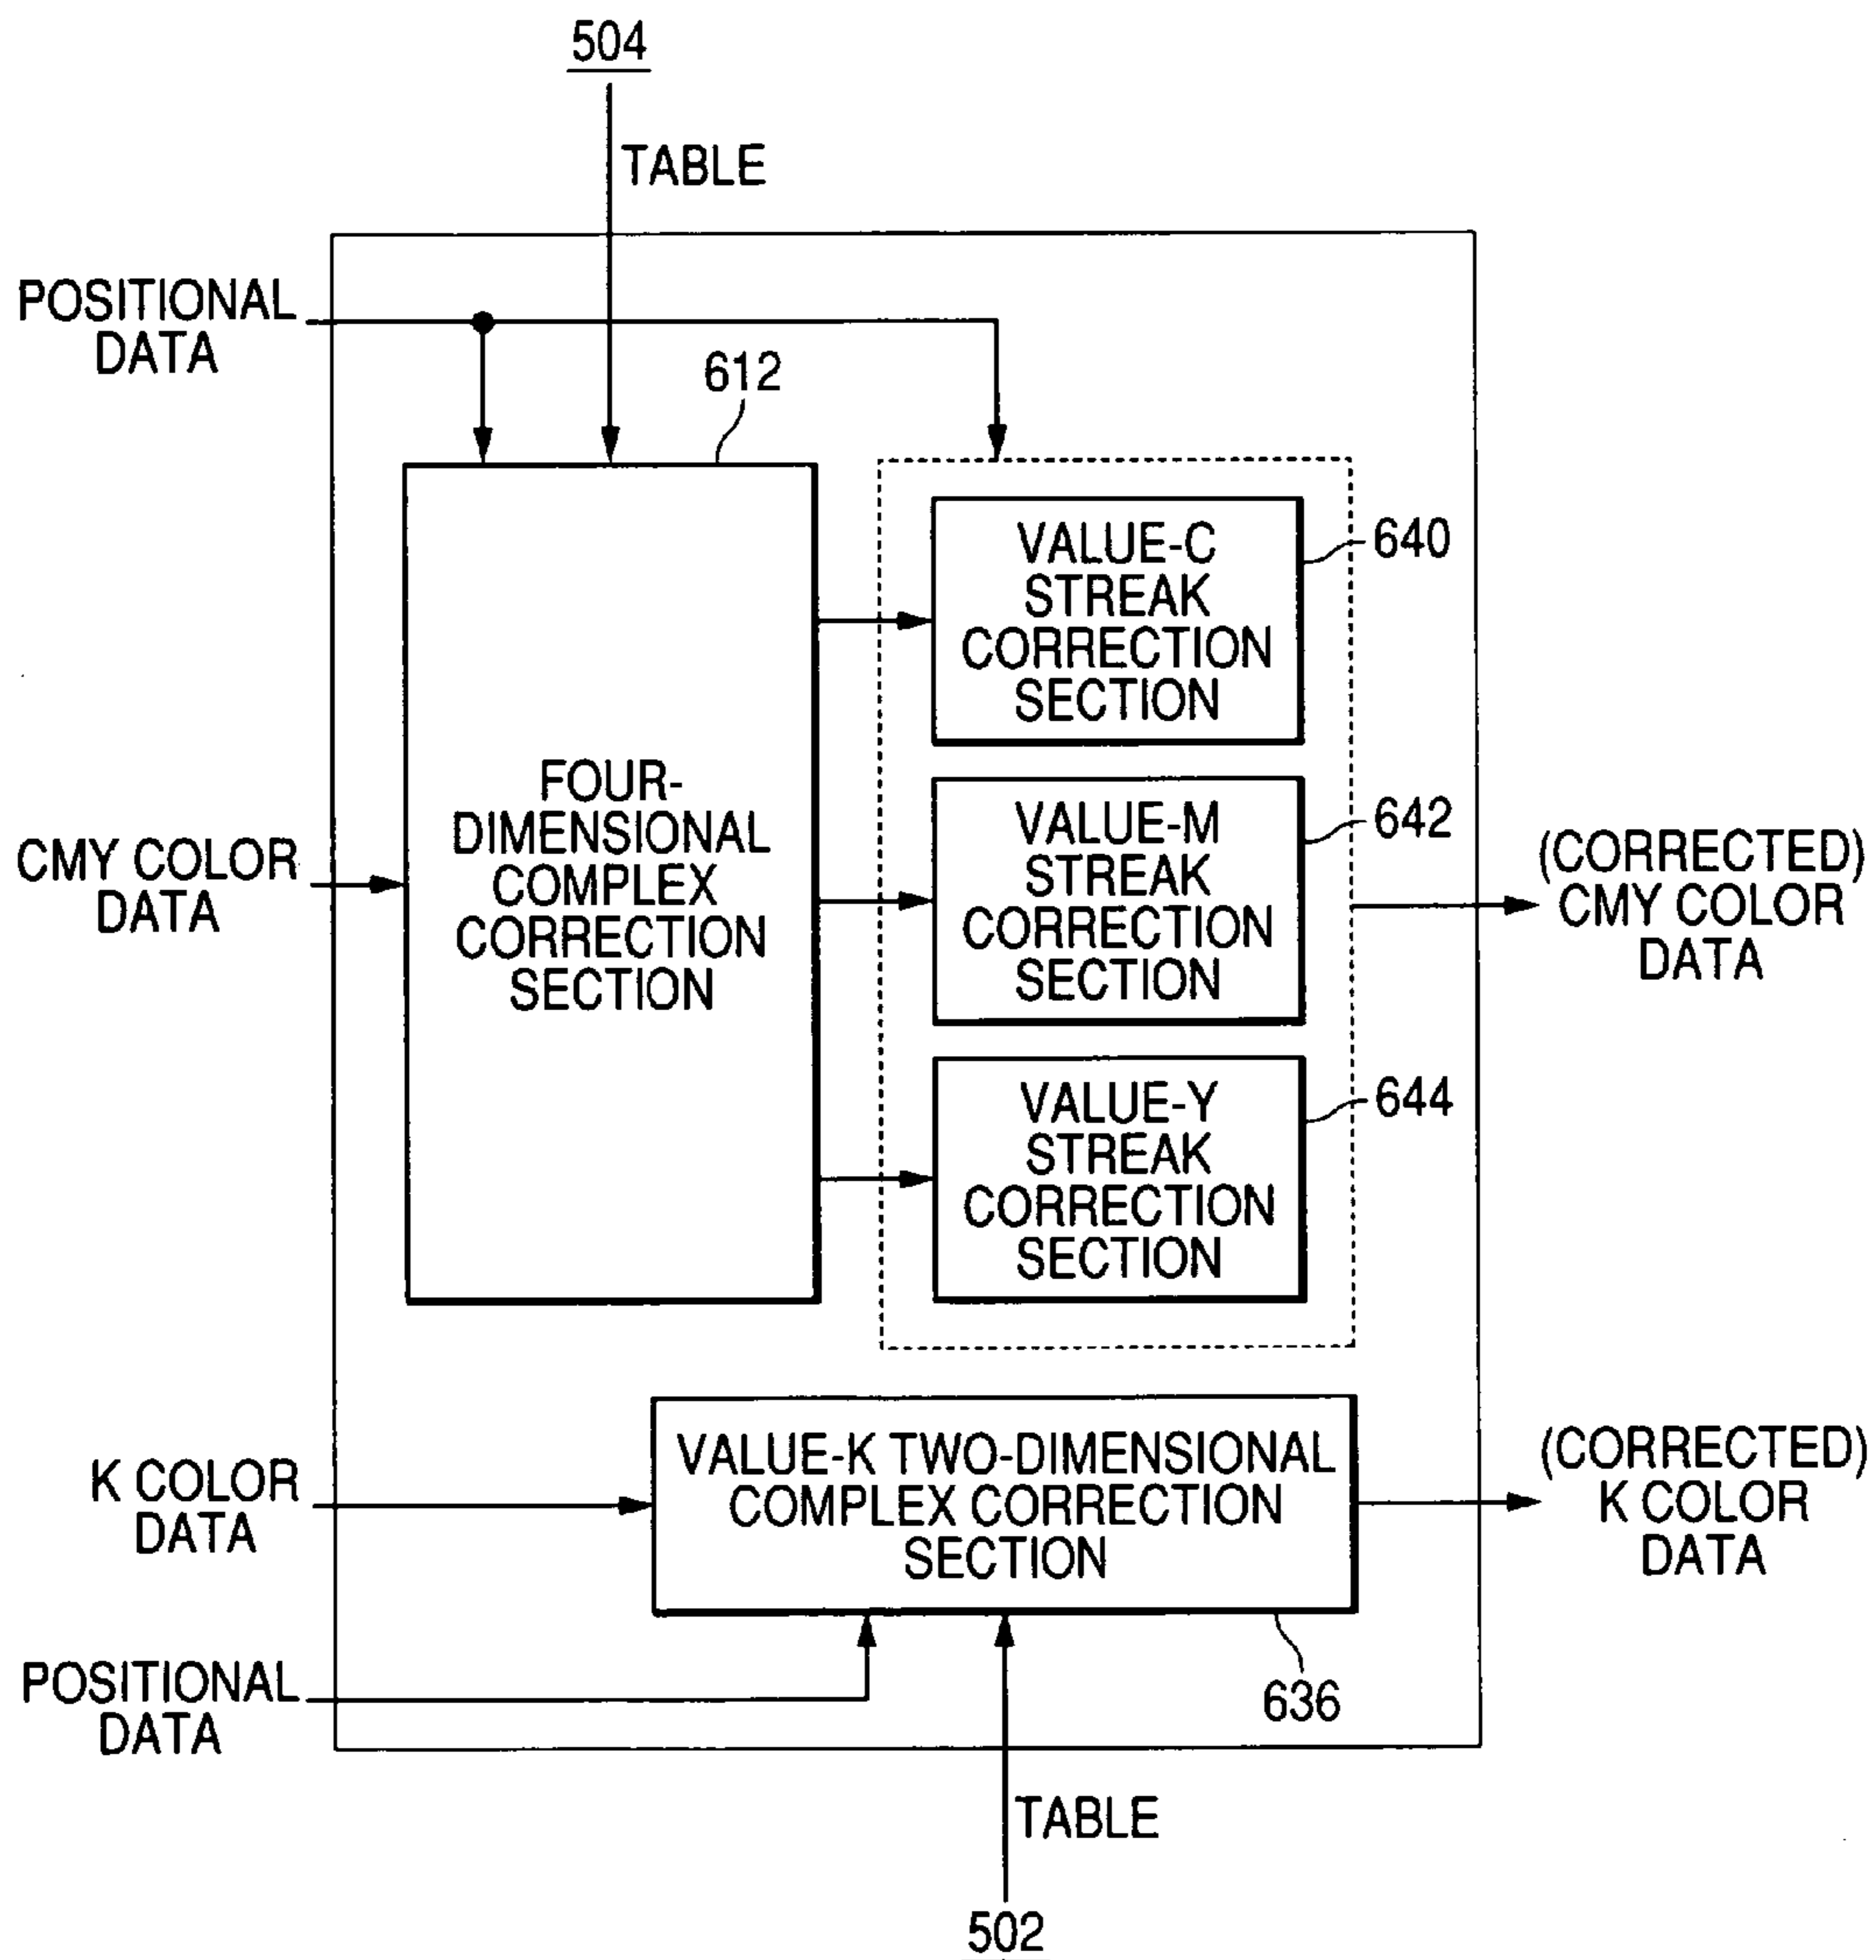 504
TABLE
POSITIONAL
DATA
612
VALUE-C
STREAK
CORRECTION
SECTION
640
FOUR-
DIMENSIONAL
COMPLEX
CORRECTION
SECTION
CMY COLOR
DATA
VALUE-M
STREAK
CORRECTION
SECTION
642
(CORRECTED)
CMY COLOR
DATA
VALUE-Y
STREAK
CORRECTION
SECTION
644
K COLOR
DATA
VALUE-K TWO-DIMENSIONAL
COMPLEX CORRECTION
SECTION
(CORRECTED)
K COLOR
DATA
POSITIONAL
DATA
636
TABLE
502